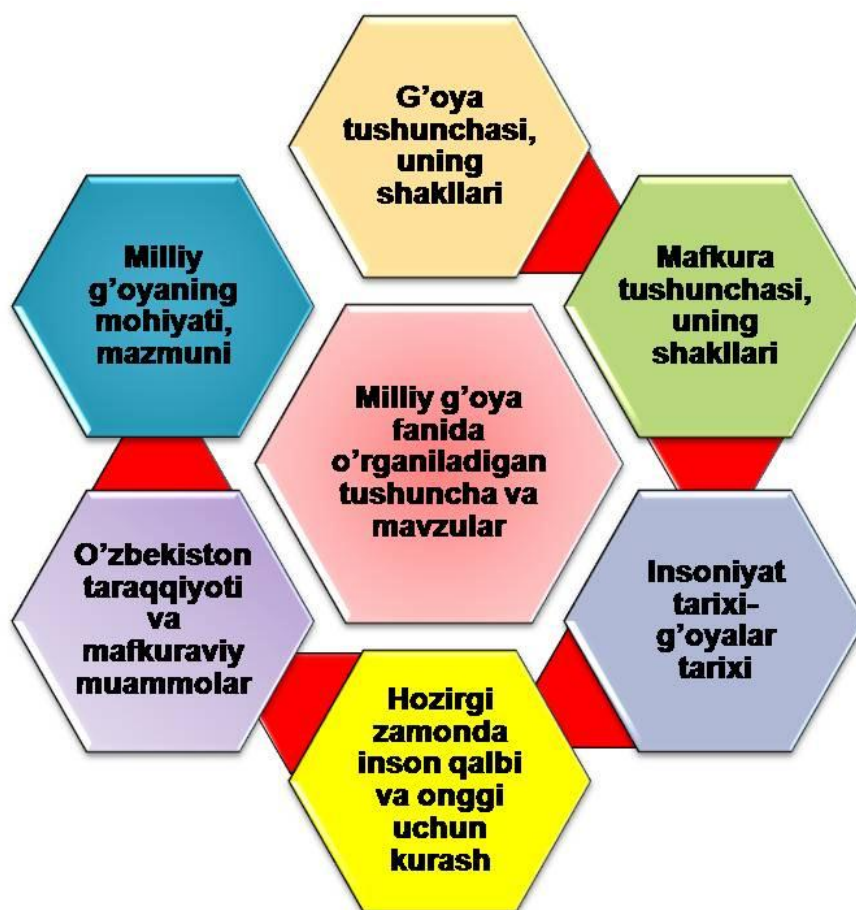 G'oya
tushunchasi,
uning
shakllari
Mafkura
tushunchasi,
uning
shakllari
Insoniyat
tarixi-
g'oyalar
tarixi
Hozirgi
zamonda
inson qalbi
va onggi
uchun
kurash
O'zbekiston
taraqqiyoti
va
mafkuraviy
muammolar
Milliy
g'oyaning
mohiyati,
mazmuni
Milliy g'oya
fanida
o'rganiladigan
tushuncha va
mavzular